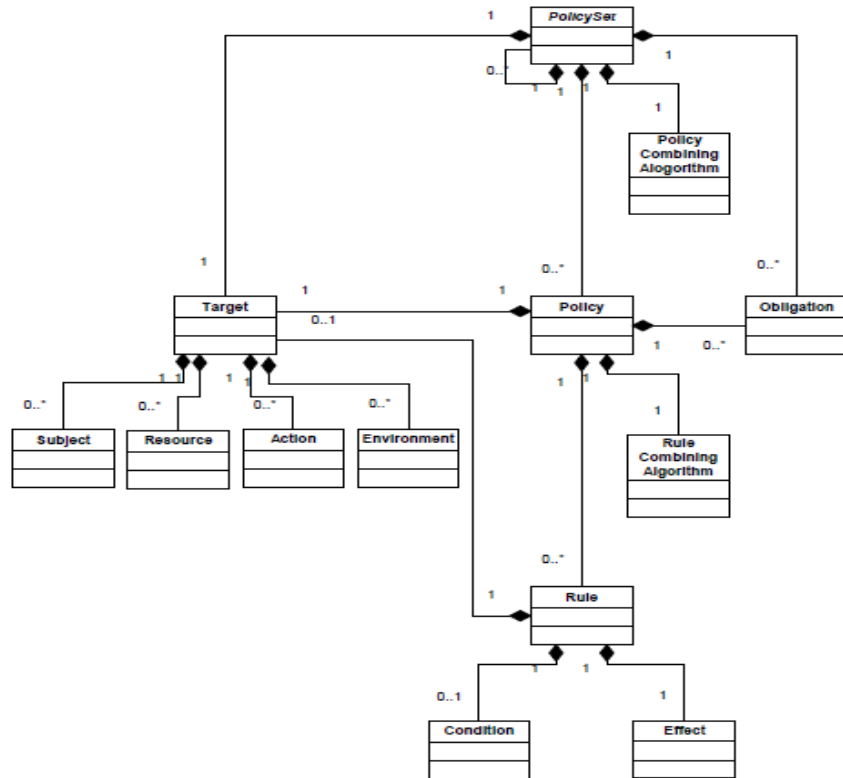 1
PolicySet
1
0..*
1
1
1
1
Policy
Combining
Alogorithm
1
0..*
0..*
1
1
Target
0..1
Policy
Obligation
1
0..*
1
1
1
1
1
1
0..*
0..*
0..*
0..*
1
Subject
Resource
Action
Environment
Rule
Combining
Algorithm
0..*
1
Rule
1
1
0..1
1
Condition
Effect